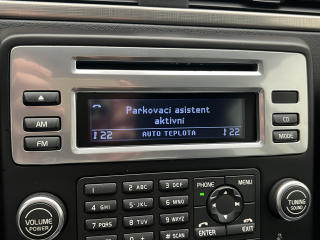 Parkovací asistent
aktivní
22 AUTO TEPLOTA 22
AM
FM
CD
MODE
VOLUME
POWER
TUNING
SOUND
PHONE
MENU
ENTER
EXIT
1
2 ABC
3 DEF
4 GHI
5 JKL
6 MNO
7 PQRS
8 TUV
9 WXYZ